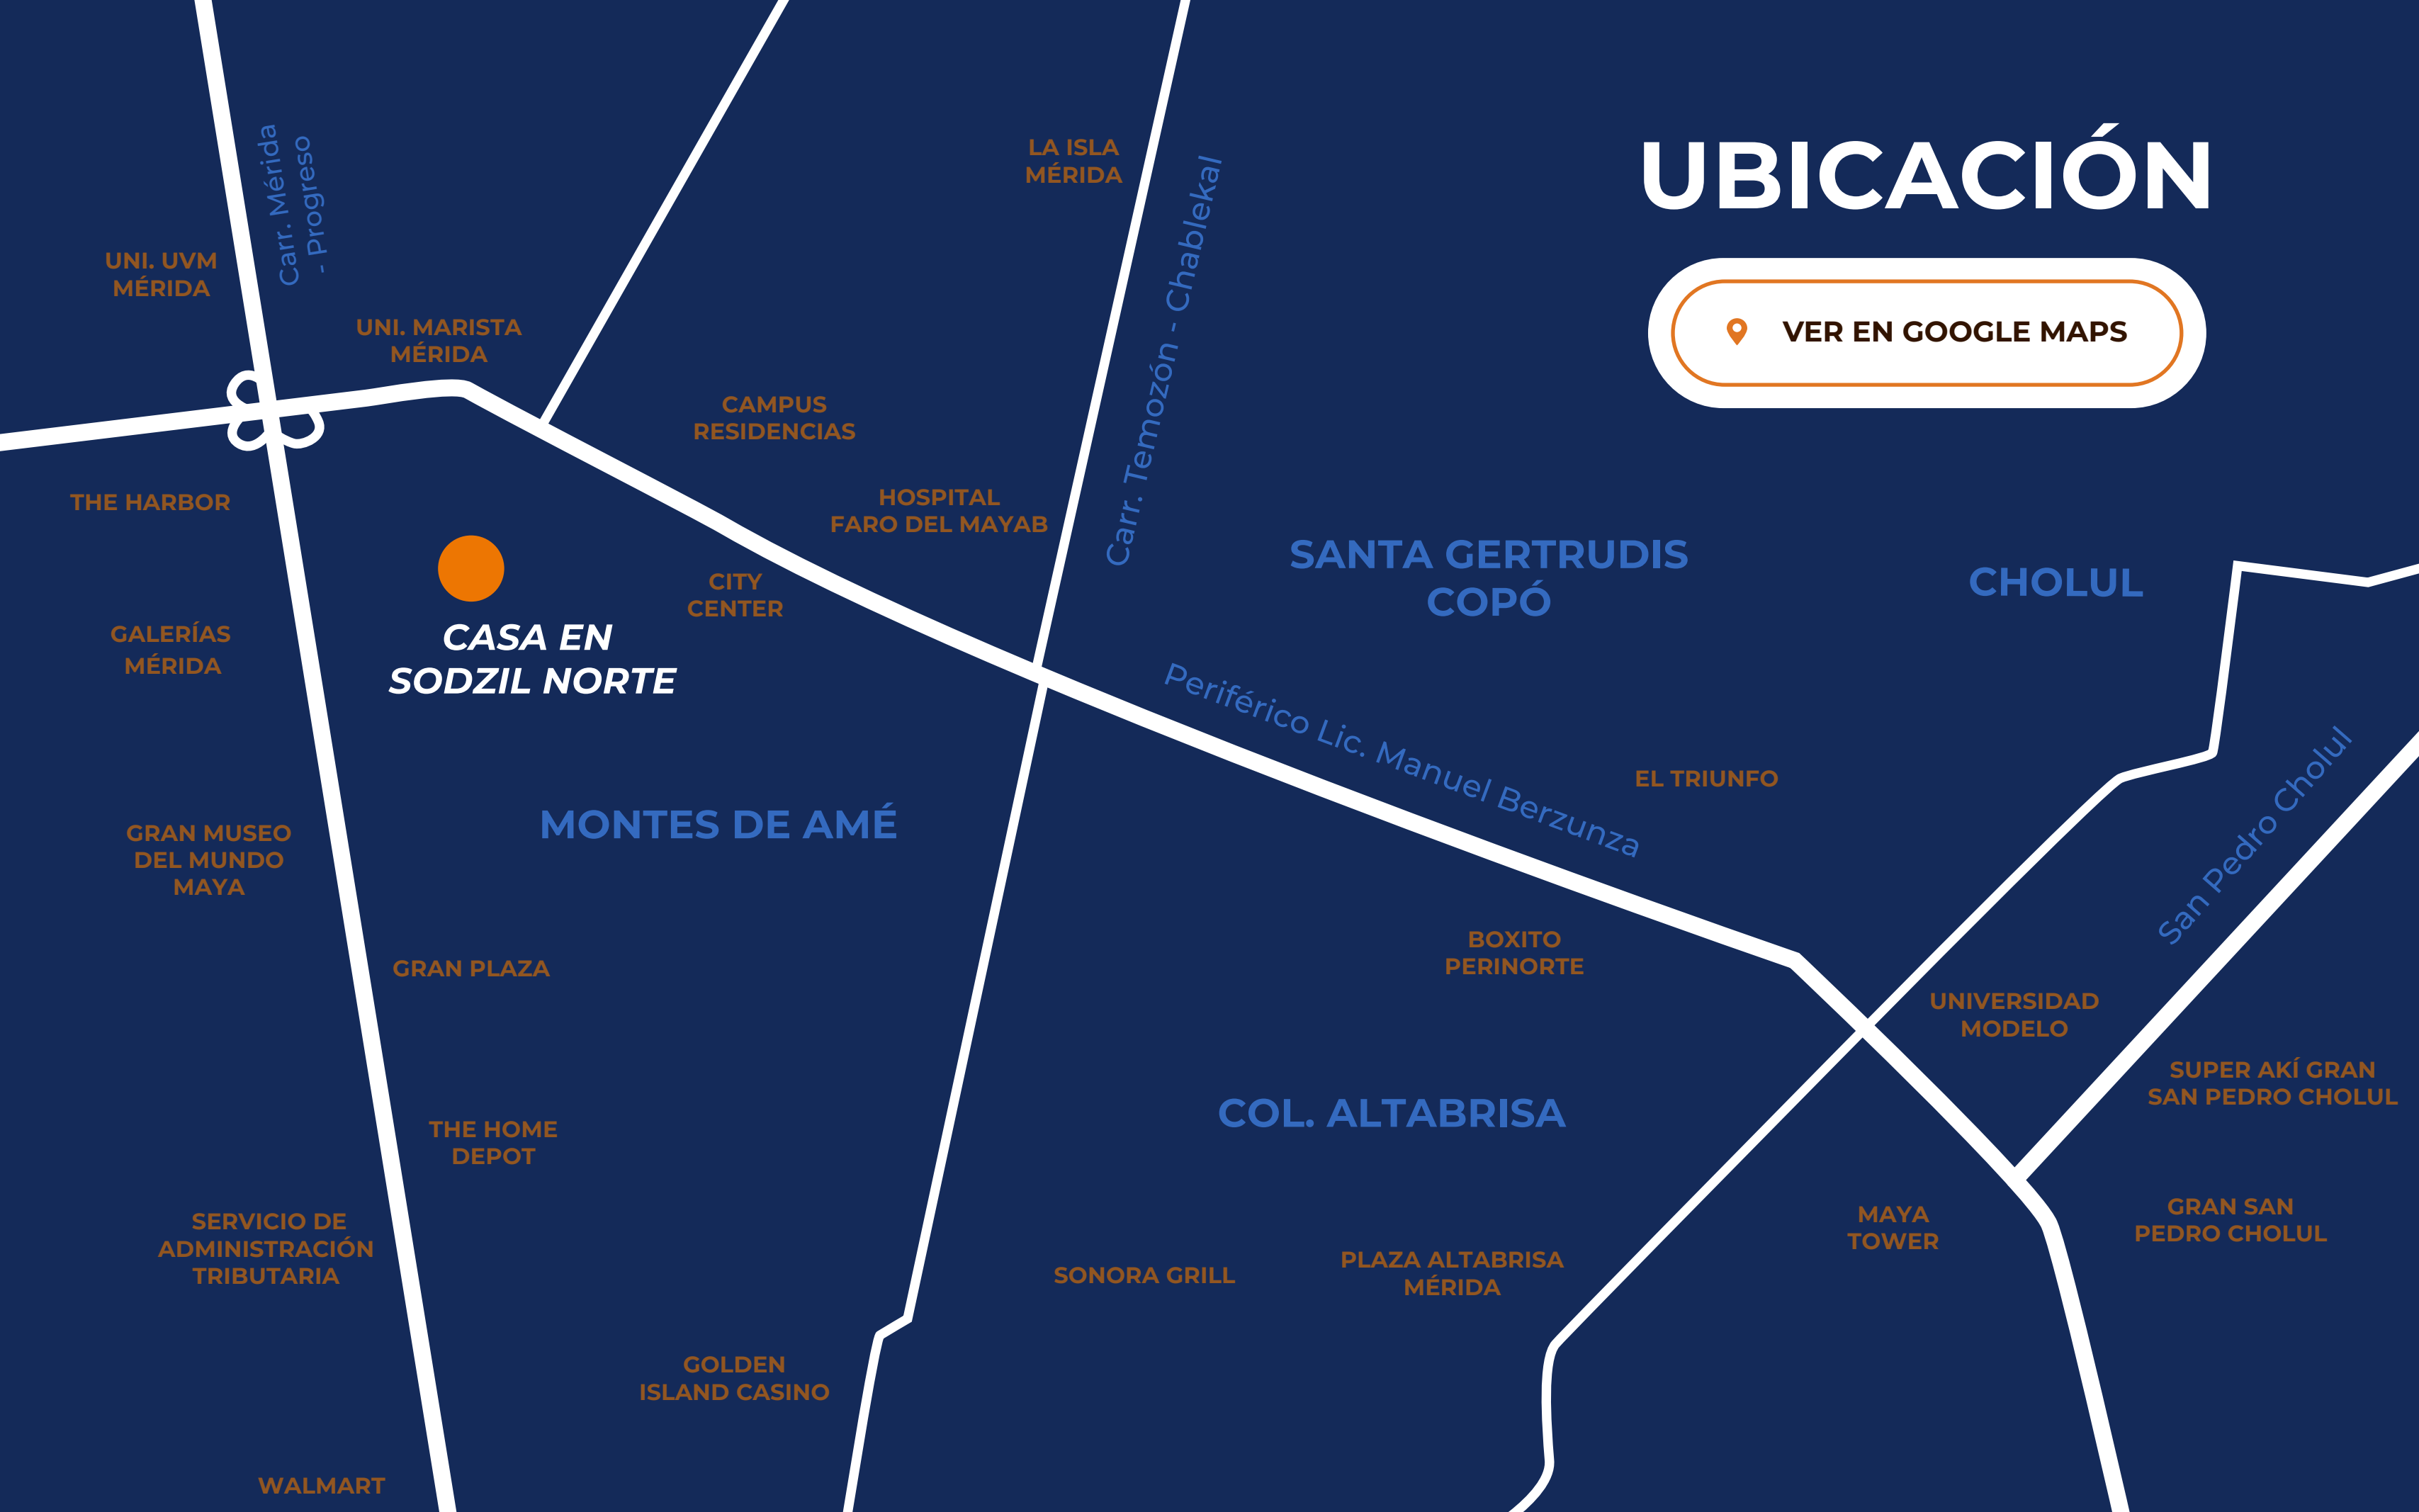 UBICACIÓN
VER EN GOOGLE MAPS
Carr. Mérida
- Progreso
LA ISLA
MÉRIDA
Carr. Temozón - Chablekal
UNI. UVM
MÉRIDA
UNI. MARISTA
MÉRIDA
CAMPUS
RESIDENCIAS
THE HARBOR
HOSPITAL
FARO DEL MAYAB
SANTA GERTRUDIS
COPÓ
CHOLUL
CITY
CENTER
GALERÍAS
MÉRIDA
CASA EN
SODZIL NORTE
Periférico Lic. Manuel Berzunza
EL TRIUNFO
San Pedro Cholul
MONTES DE AMÉ
GRAN MUSEO
DEL MUNDO
MAYA
GRAN PLAZA
BOXITO
PERINORTE
UNIVERSIDAD
MODELO
SUPER AKÍ GRAN
SAN PEDRO CHOLUL
COL. ALTABRISA
THE HOME
DEPOT
SERVICIO DE
ADMINISTRACIÓN
TRIBUTARIA
MAYA
TOWER
GRAN SAN
PEDRO CHOLUL
SONORA GRILL
PLAZA ALTABRISA
MÉRIDA
GOLDEN
ISLAND CASINO
WALMART